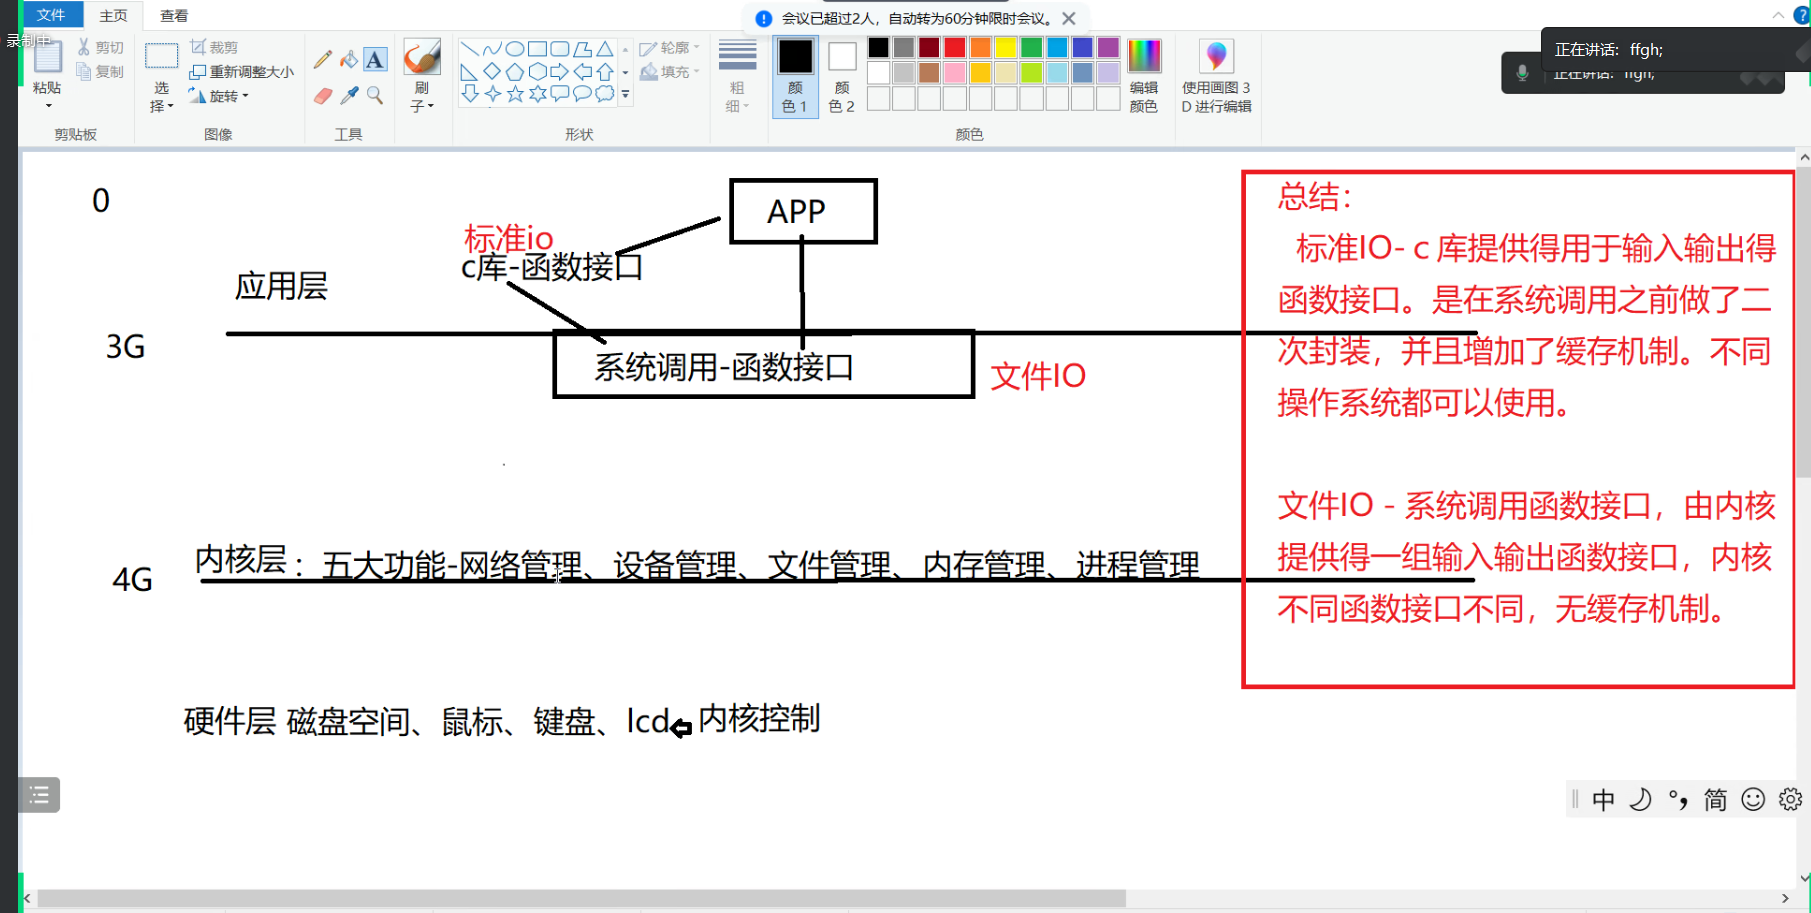 文件 主页 查看
会议已超过2人，自动转为60分钟限时会议。
录制中
正在讲话: ffgh;
正在讲话: ffgh;
粘贴
剪切
复制
剪贴板
选择
裁剪
重新调整大小
旋转
图像
A
工具
刷子
形状
轮廓
填充
粗细
颜色 1
颜色 2
颜色
编辑颜色
使用画图 3
D 进行编辑
0
APP
标准io
c库-函数接口
应用层
3G
系统调用-函数接口
文件IO
内核层：五大功能-网络管理、设备管理、文件管理、内存管理、进程管理
4G
硬件层 磁盘空间、鼠标、键盘、lcd 内核控制
总结：
标准IO- c 库提供得用于输入输出得
函数接口。是在系统调用之前做了二
次封装，并且增加了缓存机制。不同
操作系统都可以使用。
文件IO - 系统调用函数接口，由内核
提供得一组输入输出函数接口，内核
不同函数接口不同，无缓存机制。
中 °, 简